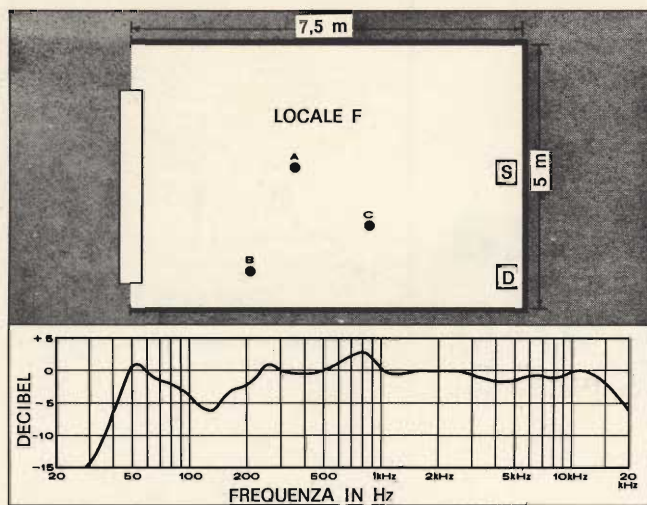 7,5 m
LOCALE F
A
S
5 m
C
B
D
+5
0
-5
-10
-15
DECIBEL
20 50 100 200 500 1kHz 2kHz 5kHz 10kHz 20 kHz
FREQUENZA IN Hz